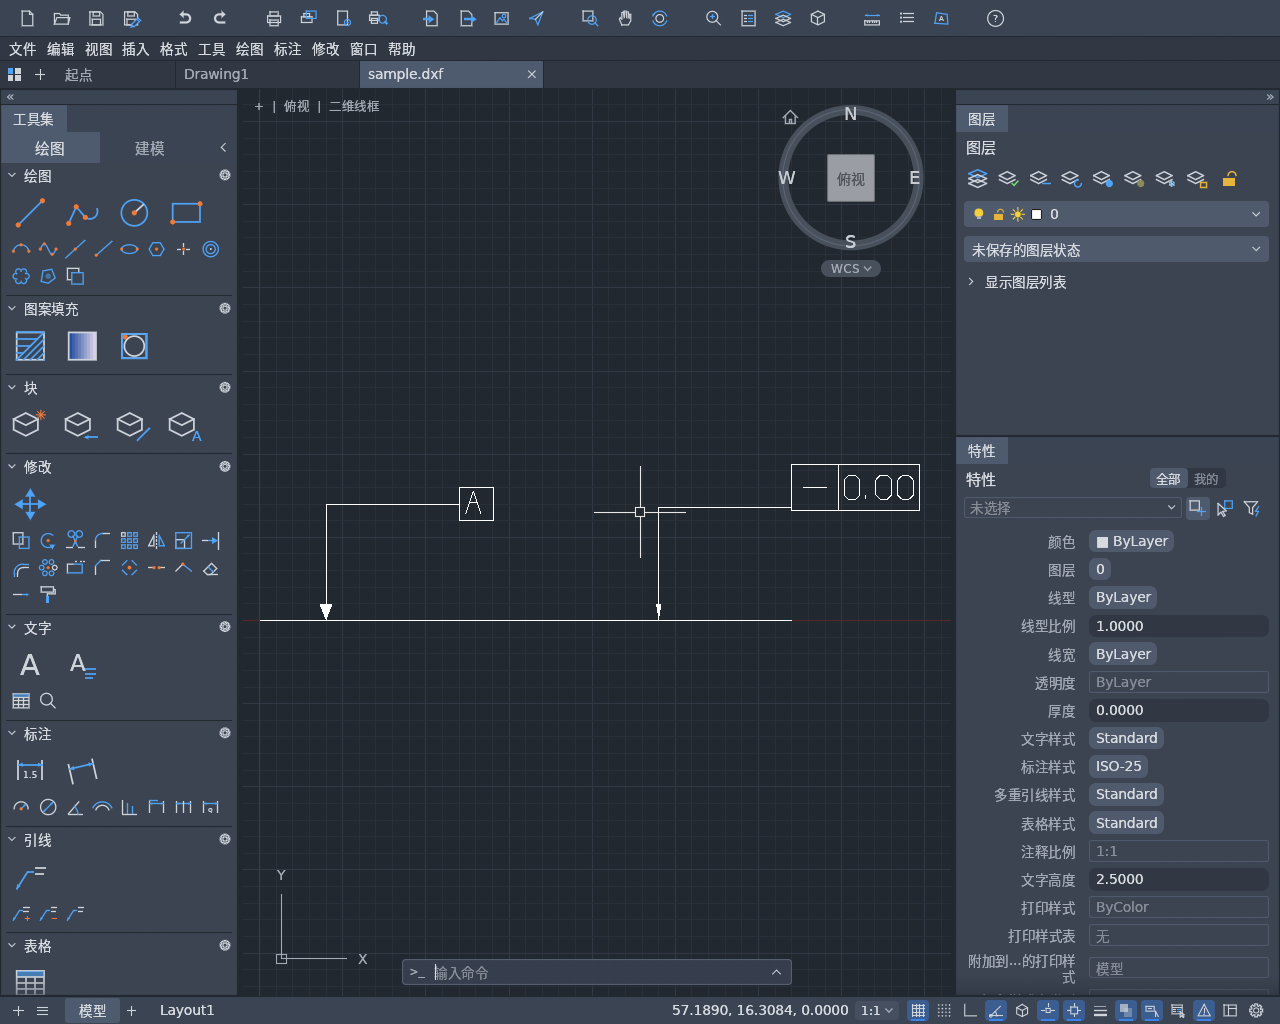 文件 编辑 视图 插入 格式 工具 绘图 标注 修改 窗口 帮助
起点 Drawing1 sample.dxf
工具集
绘图 建模
绘图
图案填充
块
修改
文字
A A
标注
1.5
引线
表格
+ | 俯视 | 二维线框
N
W 俯视 E
S
WCS
A
0.00
Y
X
>_ 输入命令
图层
图层
0
未保存的图层状态
显示图层列表
特性
特性 全部 我的
未选择
颜色 ByLayer
图层 0
线型 ByLayer
线型比例 1.0000
线宽 ByLayer
透明度 ByLayer
厚度 0.0000
文字样式 Standard
标注样式 ISO-25
多重引线样式 Standard
表格样式 Standard
注释比例 1:1
文字高度 2.5000
打印样式 ByColor
打印样式表 无
附加到...的打印样式 模型
模型 + Layout1
57.1890, 16.3084, 0.0000 1:1